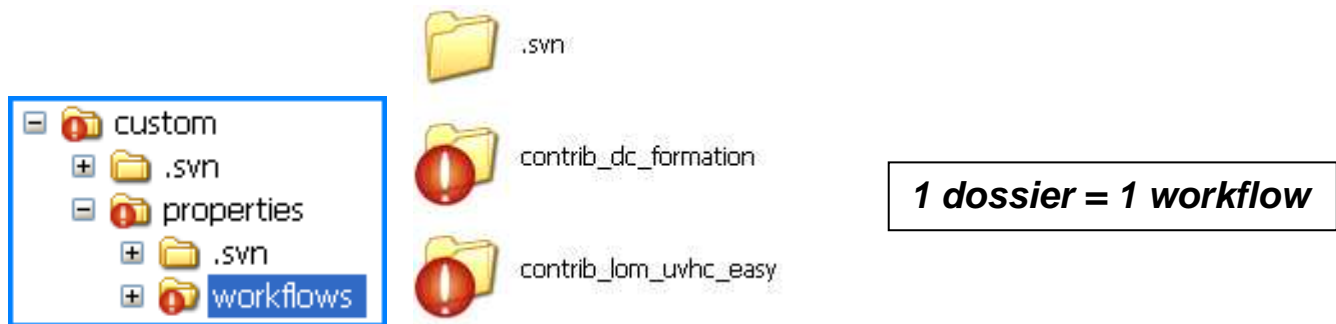 custom
.svn
properties
.svn
workflows
.svn
contrib_dc_formation
contrib_lom_uvhc_easy
1 dossier = 1 workflow